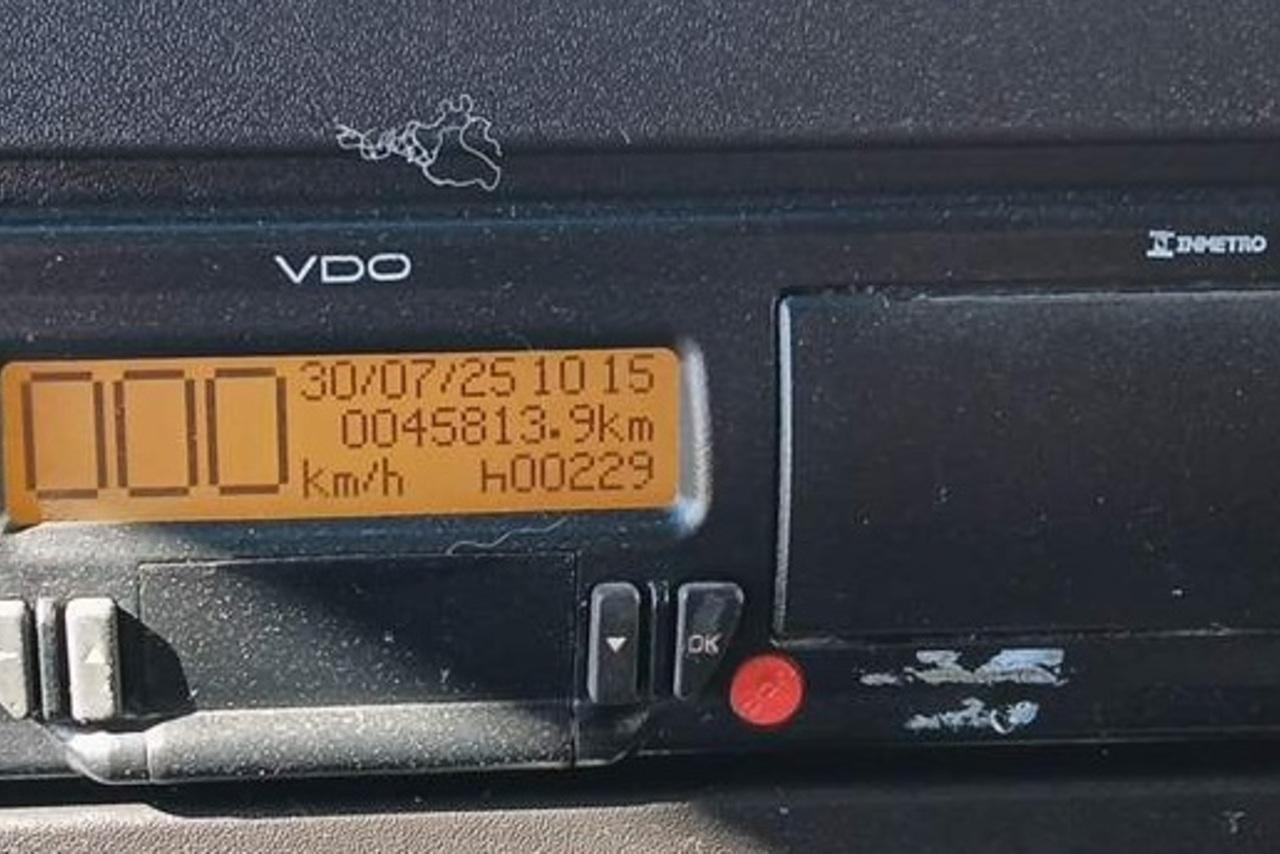 INMETRO
VDO
000 30/07/25 10 15
0045813.9km
km/h h00229
OK